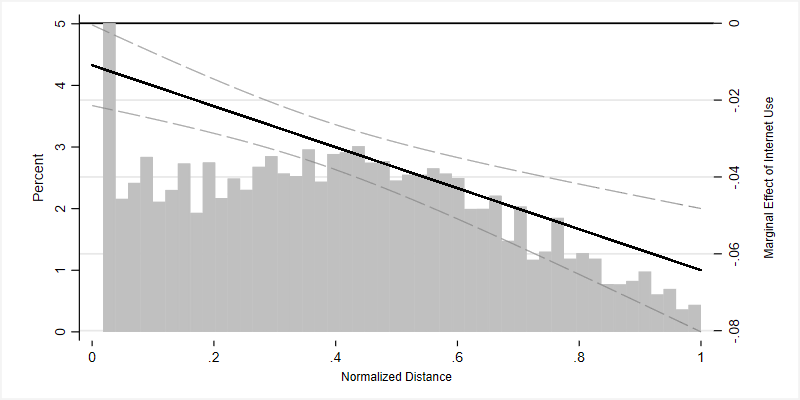 5
4
3
2
1
0
Percent
0
-.02
-.04
-.06
-.08
Marginal Effect of Internet Use
0 .2 .4 .6 .8 1
Normalized Distance